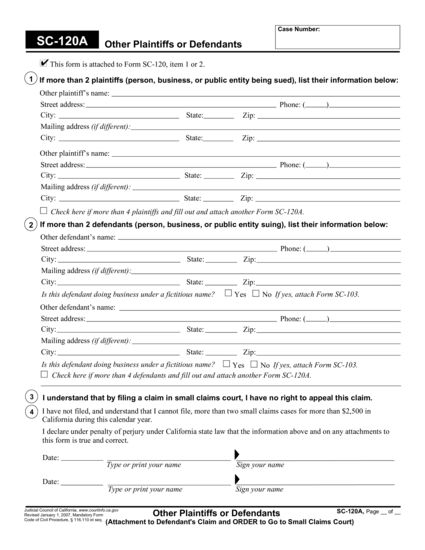 Case Number:
SC-120A Other Plaintiffs or Defendants
This form is attached to Form SC-120, item 1 or 2.
1 If more than 2 plaintiffs (person, business, or public entity being sued), list their information below:
Other plaintiff's name:
Street address: Phone: ( )
City: State: Zip:
Mailing address (if different):
City: State: Zip:
Other plaintiff's name:
Street address: Phone: ( )
City: State: Zip:
Mailing address (if different):
City: State: Zip:
Check here if more than 4 plaintiffs and fill out and attach another Form SC-120A.
2 If more than 2 defendants (person, business, or public entity suing), list their information below:
Other defendant's name:
Street address: Phone: ( )
City: State: Zip:
Mailing address (if different):
City: State: Zip:
Is this defendant doing business under a fictitious name? Yes No If yes, attach Form SC-103.
Other defendant's name:
Street address: Phone: ( )
City: State: Zip:
Mailing address (if different):
City: State: Zip:
Is this defendant doing business under a fictitious name? Yes No If yes, attach Form SC-103.
Check here if more than 4 defendants and fill out and attach another Form SC-120A.
3 I understand that by filing a claim in small claims court, I have no right to appeal this claim.
4 I have not filed, and understand that I cannot file, more than two small claims cases for more than $2,500 in
California during this calendar year.
I declare under penalty of perjury under California state law that the information above and on any attachments to
this form is true and correct.
Date:
Type or print your name Sign your name
Date:
Type or print your name Sign your name
Judicial Council of California, www.courtinfo.ca.gov
Revised January 1, 2007, Mandatory Form
Code of Civil Procedure, § 116.110 et seq.
Other Plaintiffs or Defendants
(Attachment to Defendant's Claim and ORDER to Go to Small Claims Court)
SC-120A, Page __ of __